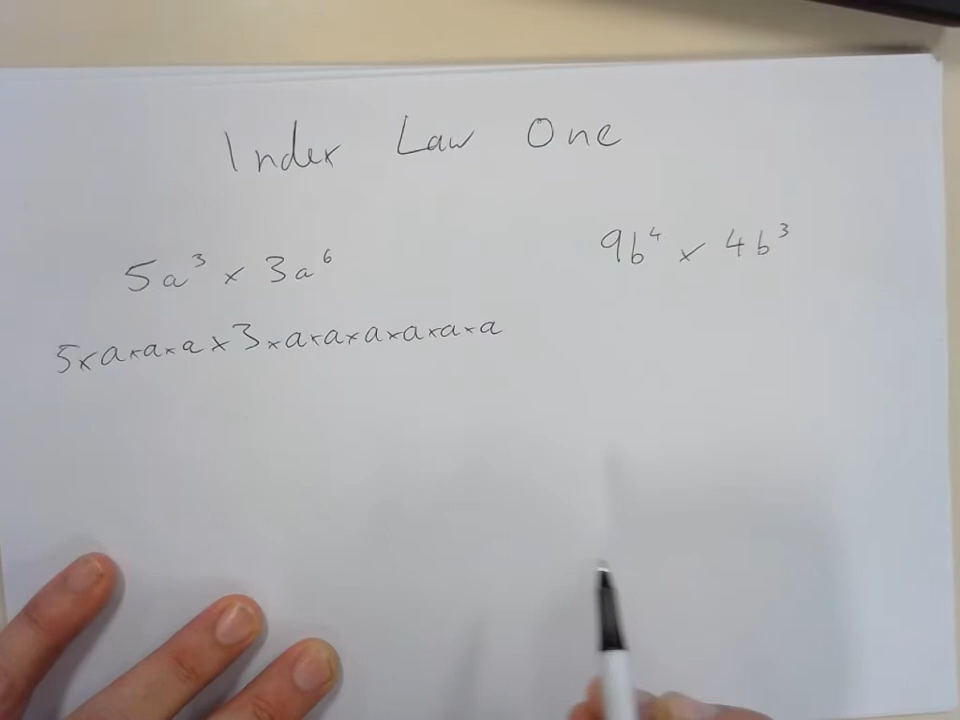 Index Law One
5a³ × 3a⁶
9b⁴ × 4b³
5×a×a×a×3×a×a×a×a×a×a